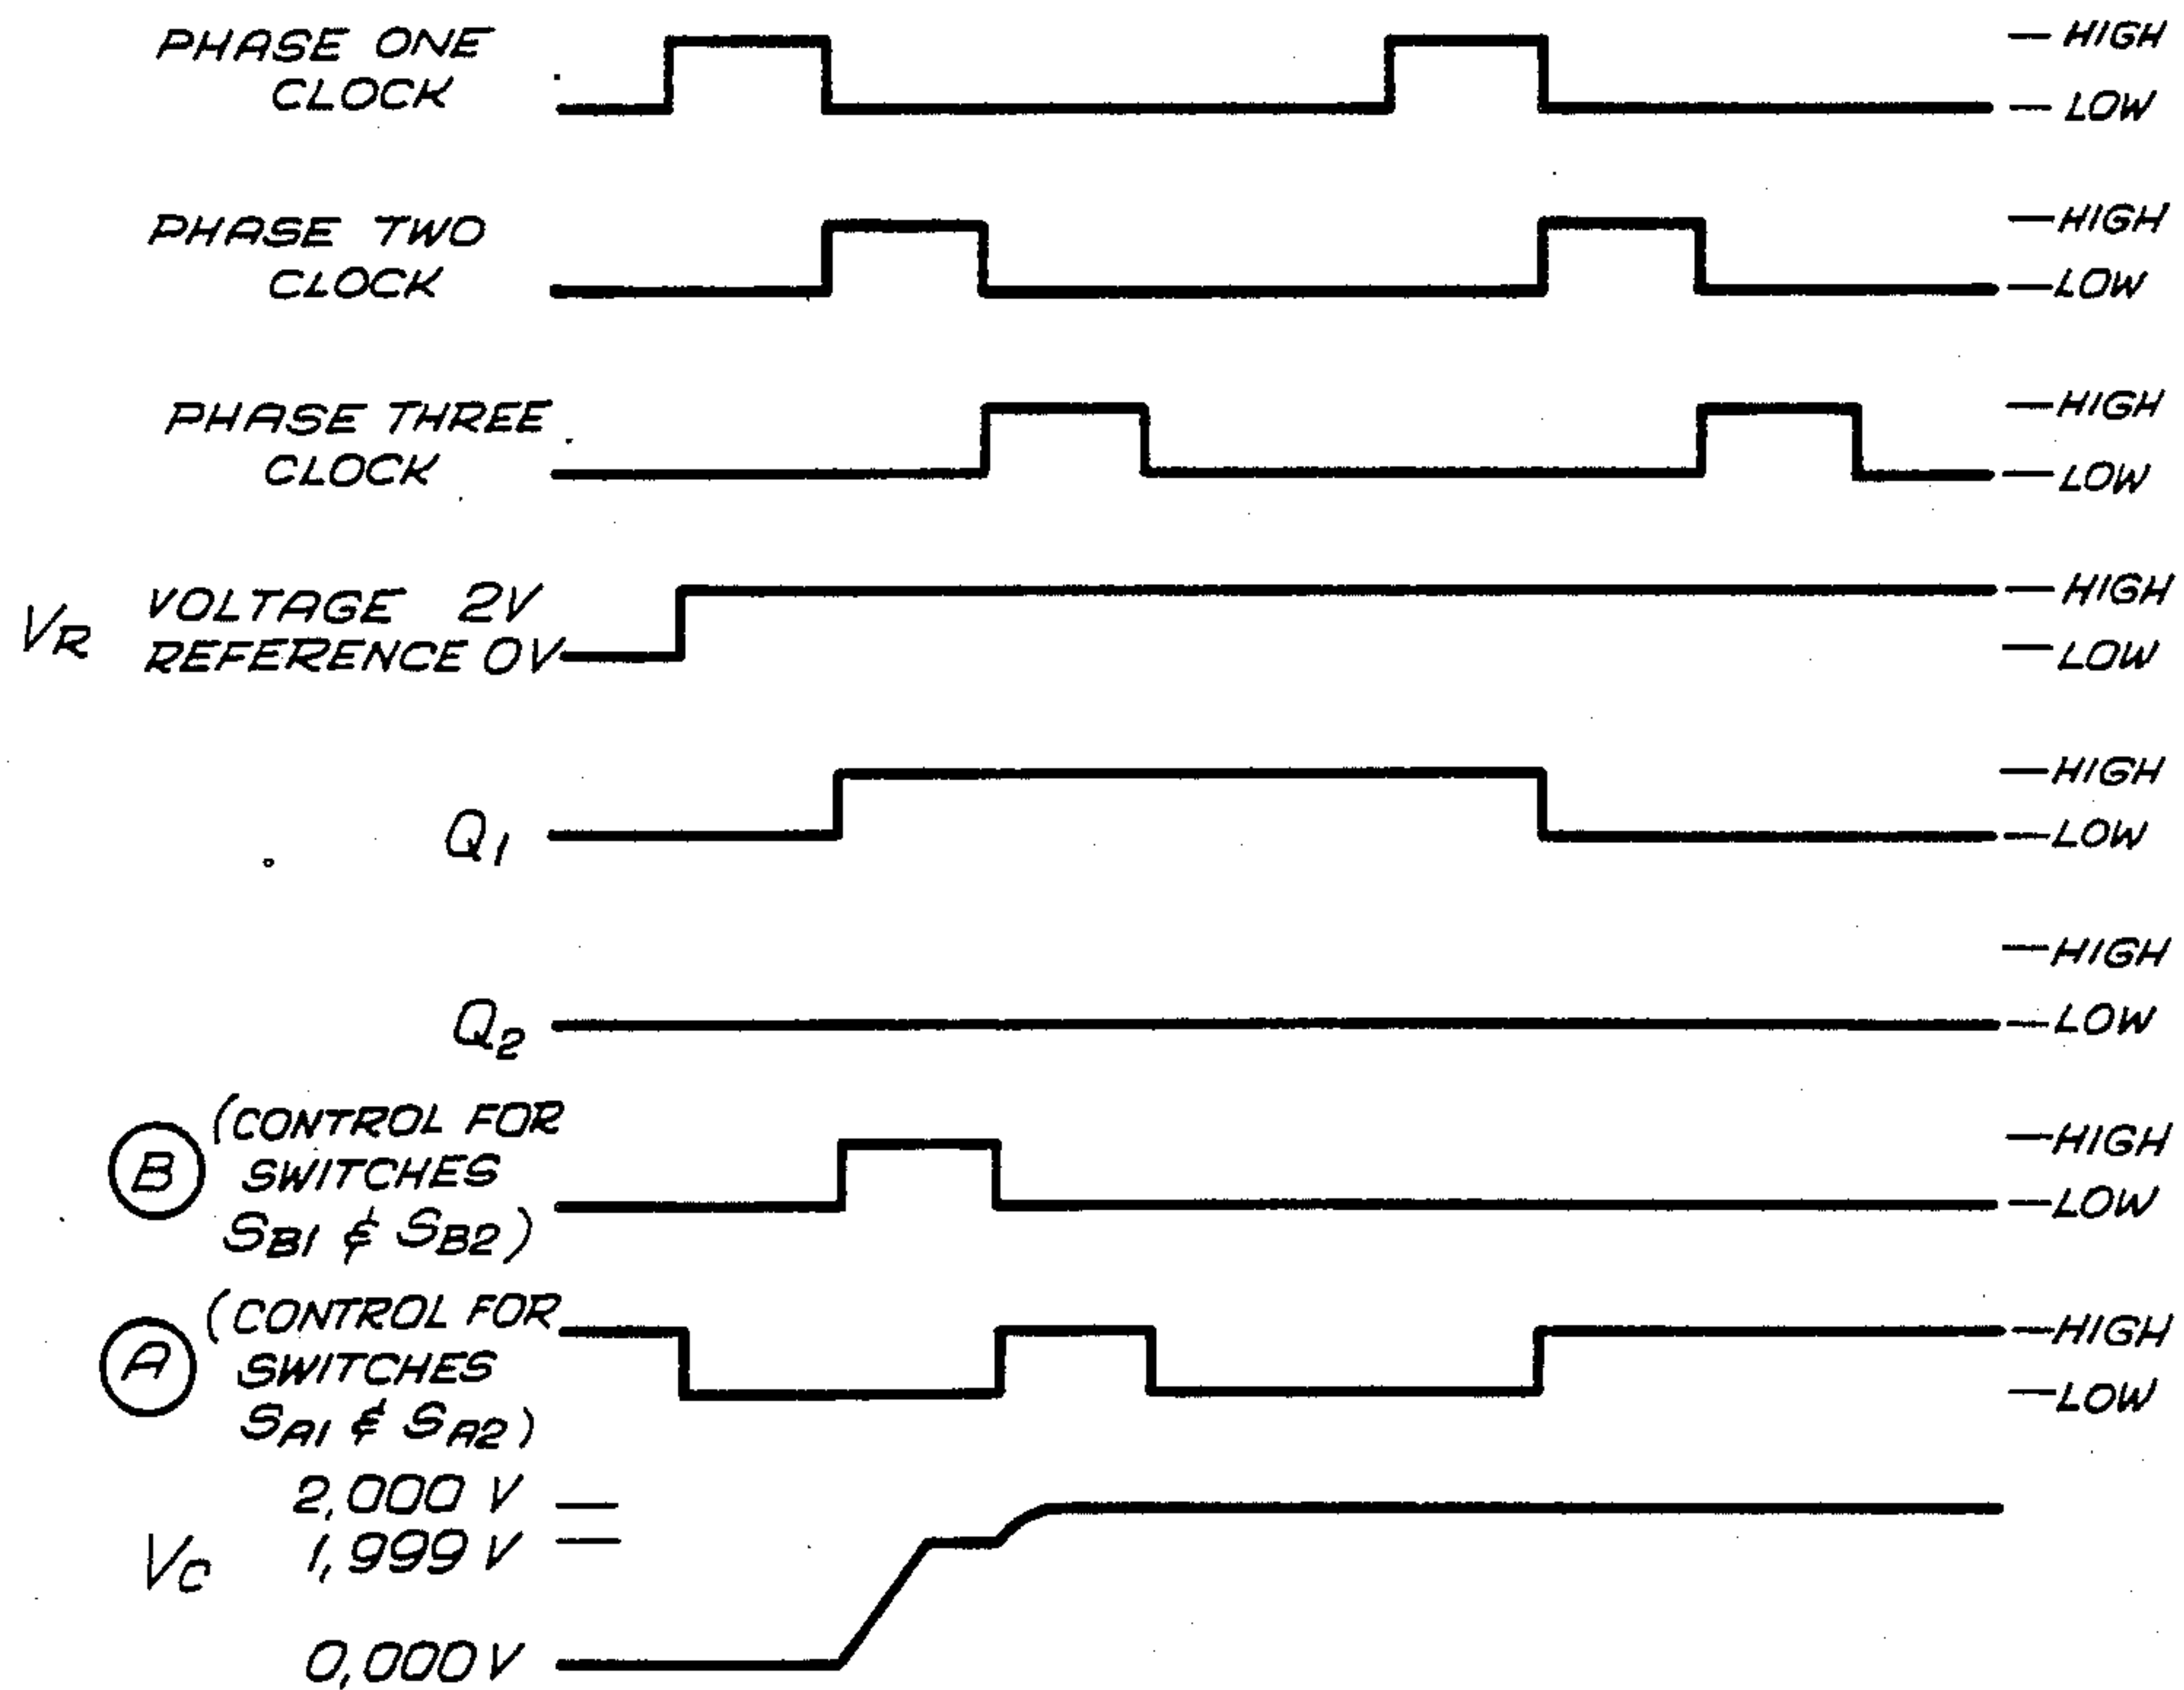 PHASE ONE
CLOCK
— HIGH
— LOW
PHASE TWO
CLOCK
— HIGH
— LOW
PHASE THREE
CLOCK
— HIGH
— LOW
VR VOLTAGE 2V
REFERENCE 0V
— HIGH
— LOW
Q1
— HIGH
— LOW
Q2
— HIGH
— LOW
B (CONTROL FOR
SWITCHES
SB1 & SB2)
— HIGH
— LOW
A (CONTROL FOR
SWITCHES
SA1 & SA2)
— HIGH
— LOW
VC
2,000 V
1,999 V
0,000 V